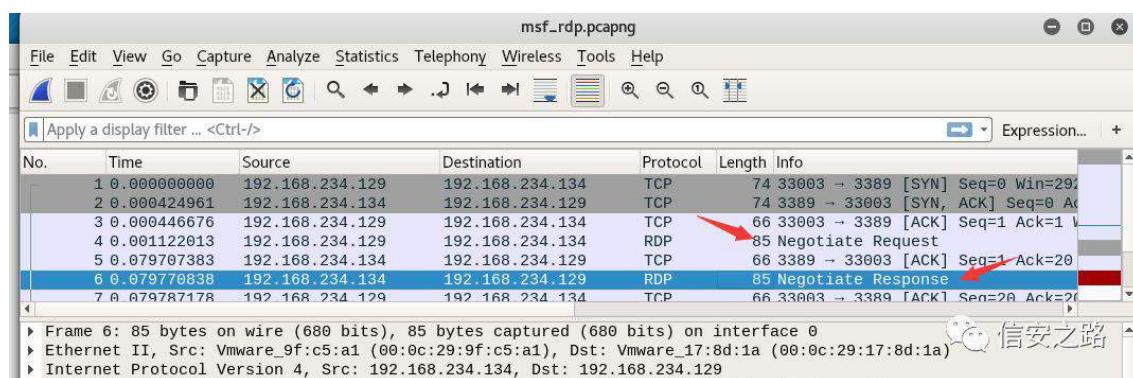 msf_rdp.pcapng
File Edit View Go Capture Analyze Statistics Telephony Wireless Tools Help
Apply a display filter ... <Ctrl-/> Expression... +
No. Time Source Destination Protocol Length Info
1 0.000000000 192.168.234.129 192.168.234.134 TCP 74 33003 → 3389 [SYN] Seq=0 Win=292
2 0.000424961 192.168.234.134 192.168.234.129 TCP 74 3389 → 33003 [SYN, ACK] Seq=0 Ac
3 0.000446676 192.168.234.129 192.168.234.134 TCP 66 33003 → 3389 [ACK] Seq=1 Ack=1 W
4 0.001122013 192.168.234.129 192.168.234.134 RDP 85 Negotiate Request
5 0.079707383 192.168.234.134 192.168.234.129 TCP 66 3389 → 33003 [ACK] Seq=1 Ack=20
6 0.079770838 192.168.234.134 192.168.234.129 RDP 85 Negotiate Response
7 0.079787178 192.168.234.129 192.168.234.134 TCP 66 33003 → 3389 [ACK] Seq=20 Ack=20
Frame 6: 85 bytes on wire (680 bits), 85 bytes captured (680 bits) on interface 0
Ethernet II, Src: Vmware_9f:c5:a1 (00:0c:29:9f:c5:a1), Dst: Vmware_17:8d:1a (00:0c:29:17:8d:1a)
Internet Protocol Version 4, Src: 192.168.234.134, Dst: 192.168.234.129
信安之路